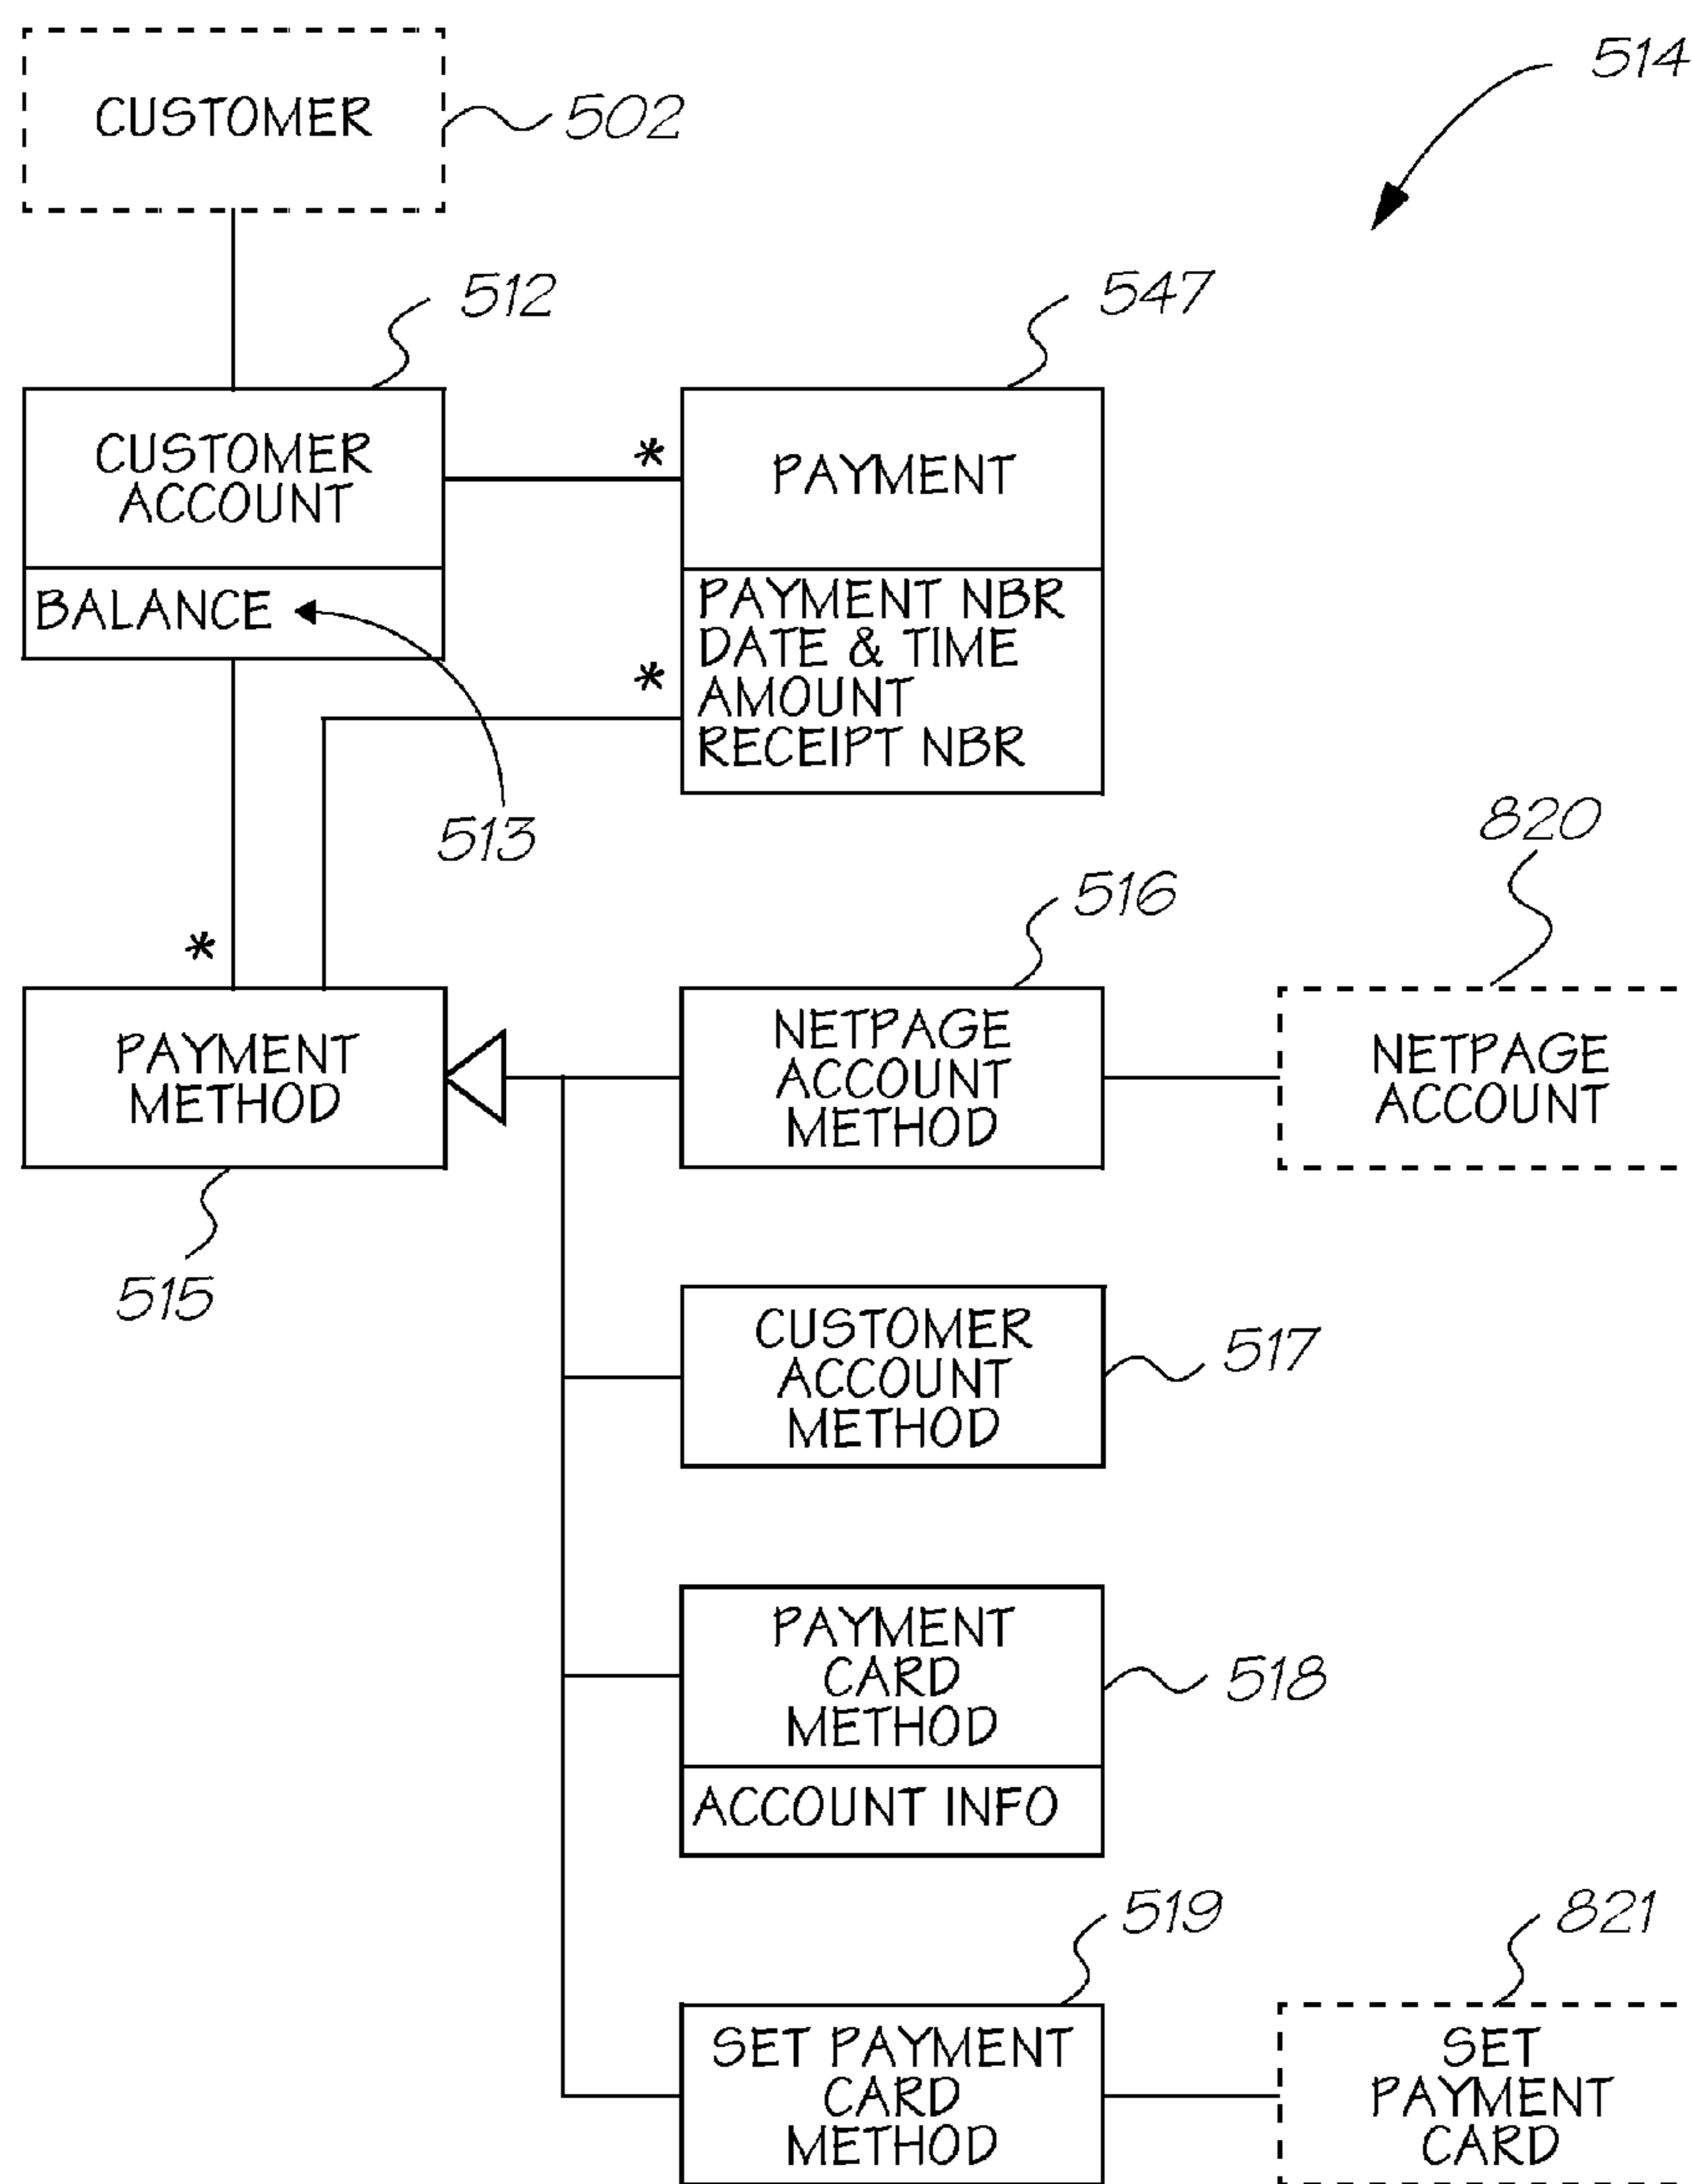 514
CUSTOMER
502
512
547
CUSTOMER
ACCOUNT
*
PAYMENT
BALANCE
PAYMENT NBR
DATE & TIME
AMOUNT
RECEIPT NBR
*
513
820
516
*
PAYMENT
METHOD
NETPAGE
ACCOUNT
METHOD
NETPAGE
ACCOUNT
515
CUSTOMER
ACCOUNT
METHOD
517
PAYMENT
CARD
METHOD
518
ACCOUNT INFO
519
821
SET PAYMENT
CARD
METHOD
SET
PAYMENT
CARD